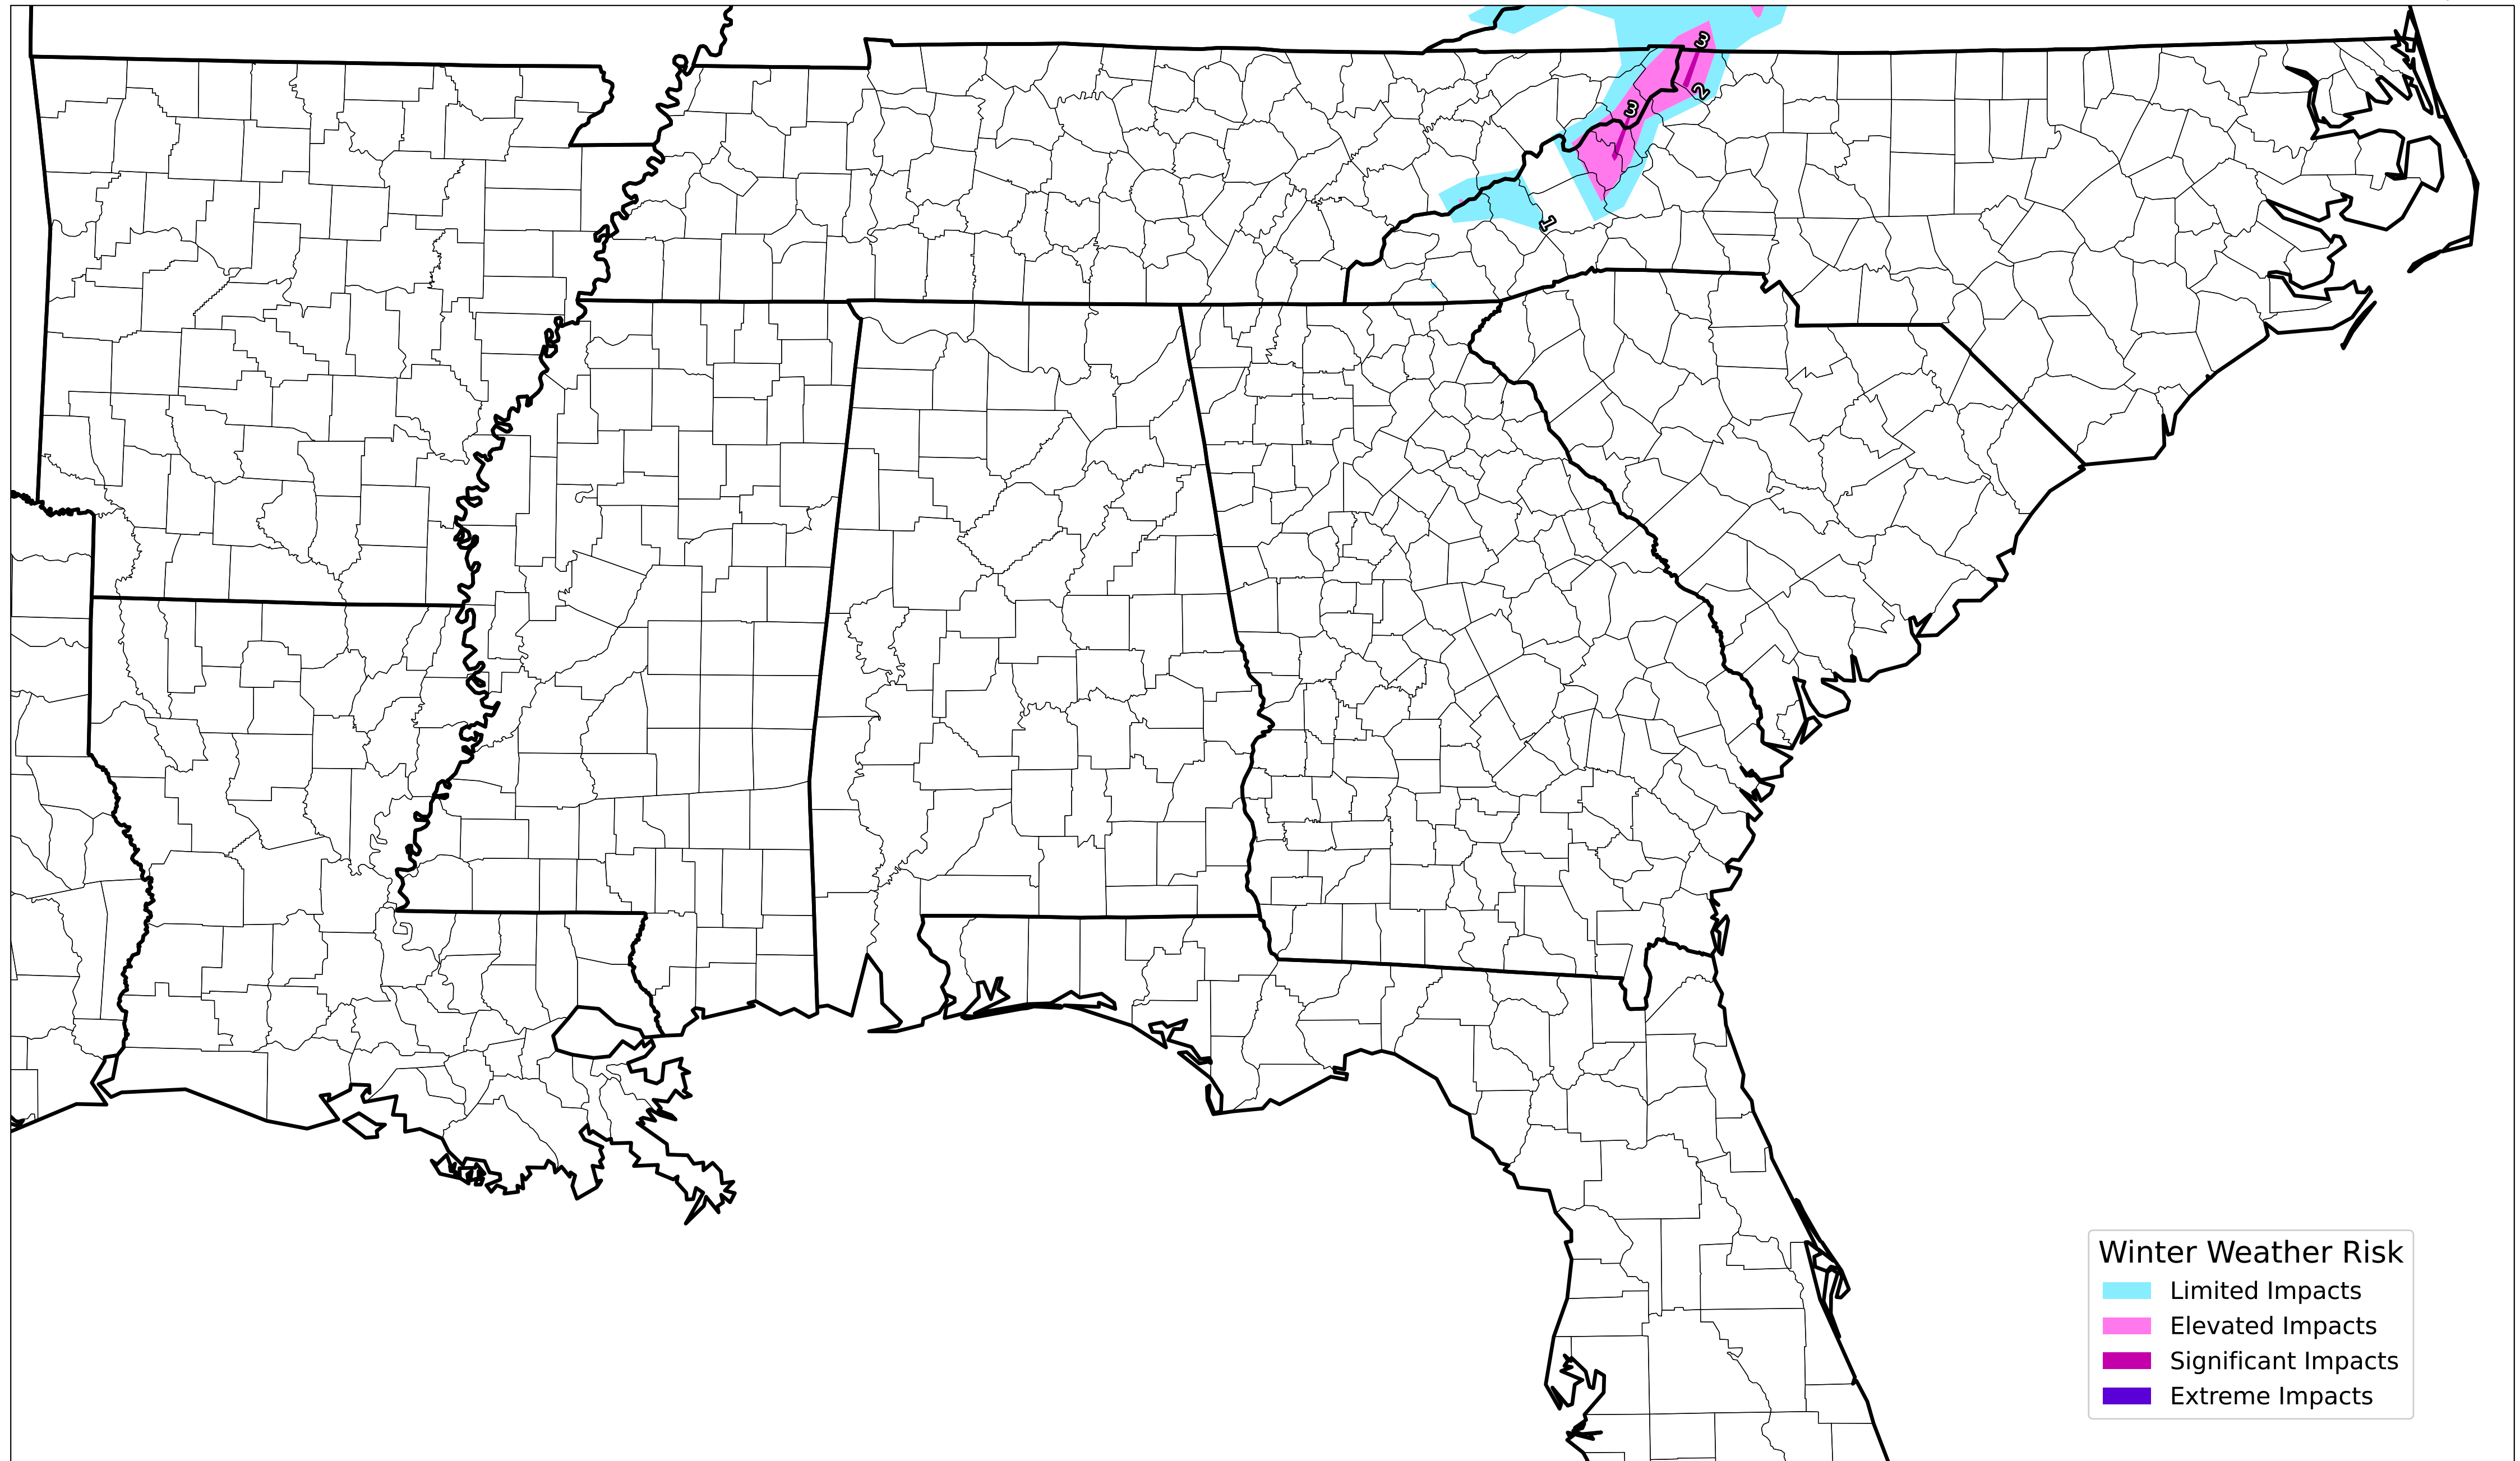 3
2
3
1
Winter Weather Risk
Limited Impacts
Elevated Impacts
Significant Impacts
Extreme Impacts